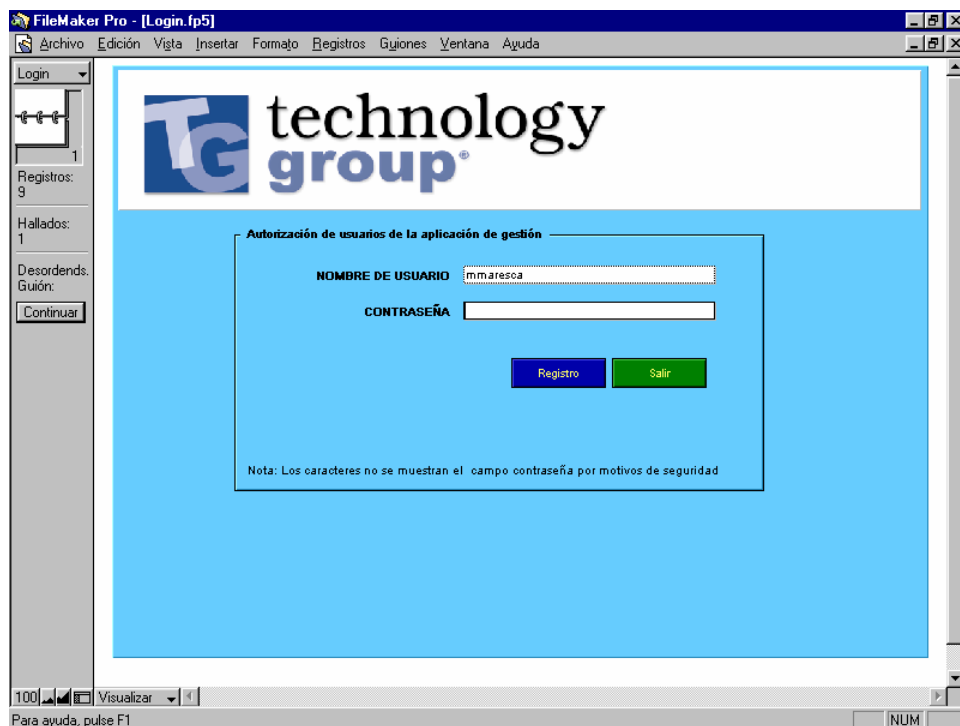 FileMaker Pro - [Login.fp5]
Archivo Edición Vista Insertar Formato Registros Guiones Ventana Ayuda
Login
1
Registros:
9
Hallados:
1
Desordends.
Guión:
Continuar
TG technology
group®
Autorización de usuarios de la aplicación de gestión
NOMBRE DE USUARIO mmaresca
CONTRASEÑA
Registro Salir
Nota: Los caracteres no se muestran el campo contraseña por motivos de seguridad
100 Visualizar
Para ayuda, pulse F1 NUM